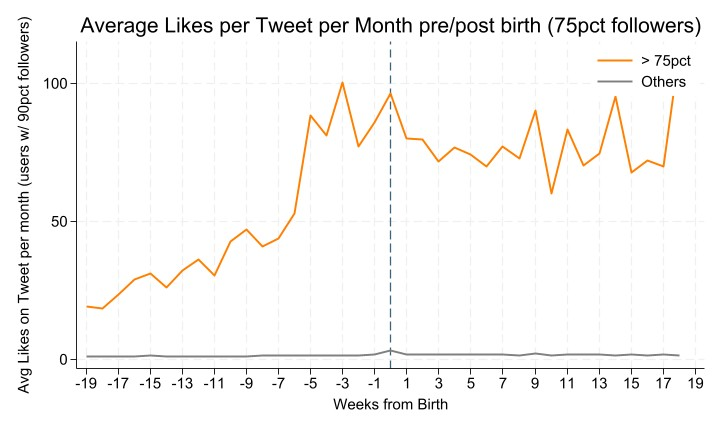 Average Likes per Tweet per Month pre/post birth (75pct followers)
> 75pct
Others
Avg Likes on Tweet per month (users w/ 90pct followers)
100
50
0
-19 -17 -15 -13 -11 -9 -7 -5 -3 -1 1 3 5 7 9 11 13 15 17 19
Weeks from Birth